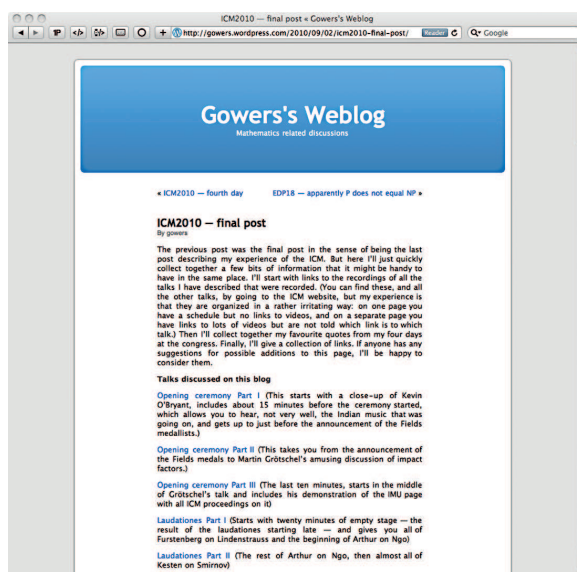 ICM2010 — final post « Gowers's Weblog
http://gowers.wordpress.com/2010/09/02/icm2010-final-post/ Reader Google
Gowers's Weblog
Mathematics related discussions
« ICM2010 — fourth day EDP18 — apparently P does not equal NP »
ICM2010 — final post
By gowers
The previous post was the final post in the sense of being the last
post describing my experience of the ICM. But here I'll just quickly
collect together a few bits of information that it might be handy to
have in the same place. I'll start with links to the recordings of all the
talks I have described that were recorded. (You can find these, and all
the other talks, by going to the ICM website, but my experience is
that they are organized in a rather irritating way: on one page you
have a schedule but no links to videos, and on a separate page you
have links to lots of videos but are not told which link is to which
talk.) Then I'll collect together my favourite quotes from my four days
at the congress. Finally, I'll give a collection of links. If anyone has any
suggestions for possible additions to this page, I'll be happy to
consider them.
Talks discussed on this blog
Opening ceremony Part I (This starts with a close-up of Kevin
O'Bryant, includes about 15 minutes before the ceremony started,
which allows you to hear, not very well, the Indian music that was
going on, and gets up to just before the announcement of the Fields
medallists.)
Opening ceremony Part II (This takes you from the announcement of
the Fields medals to Martin Grötschel's amusing discussion of impact
factors.)
Opening ceremony Part III (The last ten minutes, starts in the middle
of Grötschel's talk and includes his demonstration of the IMU page
with all ICM proceedings on it)
Laudationes Part I (Starts with twenty minutes of empty stage — the
result of the laudationes starting late — and gives you all of
Furstenberg on Lindenstrauss and the beginning of Arthur on Ngo)
Laudationes Part II (The rest of Arthur on Ngo, then almost all of
Kesten on Smirnov)